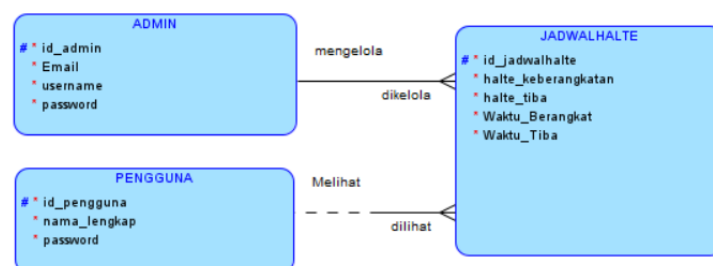 ADMIN
# * id_admin
* Email
* username
* password
mengelola
dikelola
JADWALHALTE
# * id_jadwalhalte
* halte_keberangkatan
* halte_tiba
* Waktu_Berangkat
* Waktu_Tiba
PENGGUNA
# * id_pengguna
* nama_lengkap
* password
Melihat
dilihat